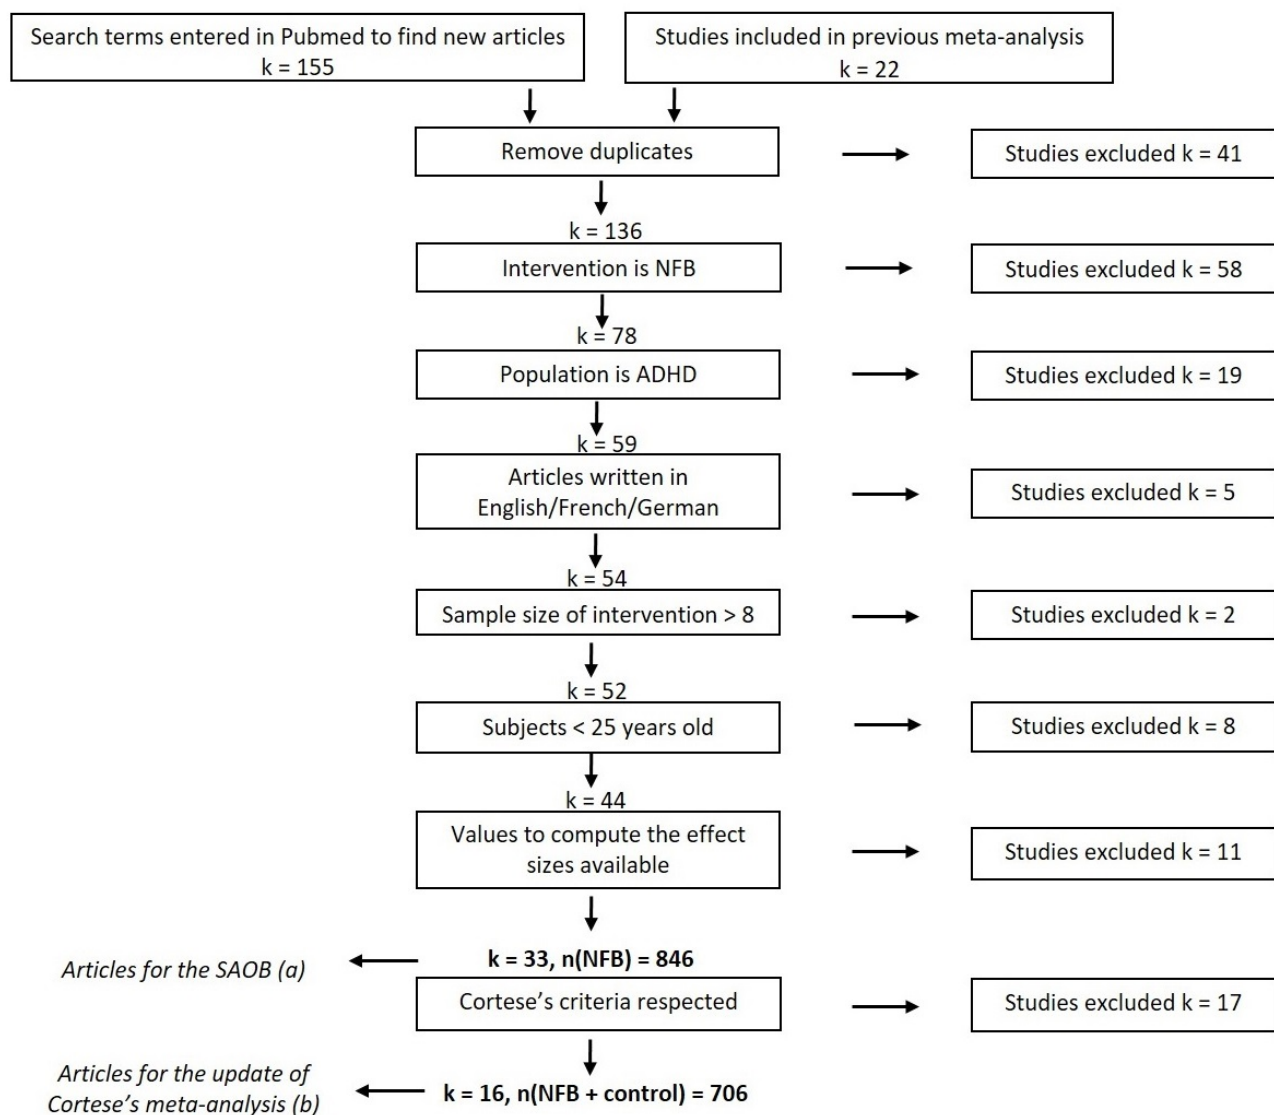 Search terms entered in Pubmed to find new articles
k = 155
Studies included in previous meta-analysis
k = 22
Remove duplicates
Studies excluded k = 41
k = 136
Intervention is NFB
Studies excluded k = 58
k = 78
Population is ADHD
Studies excluded k = 19
k = 59
Articles written in
English/French/German
Studies excluded k = 5
k = 54
Sample size of intervention > 8
Studies excluded k = 2
k = 52
Subjects < 25 years old
Studies excluded k = 8
k = 44
Values to compute the effect
sizes available
Studies excluded k = 11
Articles for the SAOB (a)
k = 33, n(NFB) = 846
Cortese's criteria respected
Studies excluded k = 17
Articles for the update of
Cortese's meta-analysis (b)
k = 16, n(NFB + control) = 706